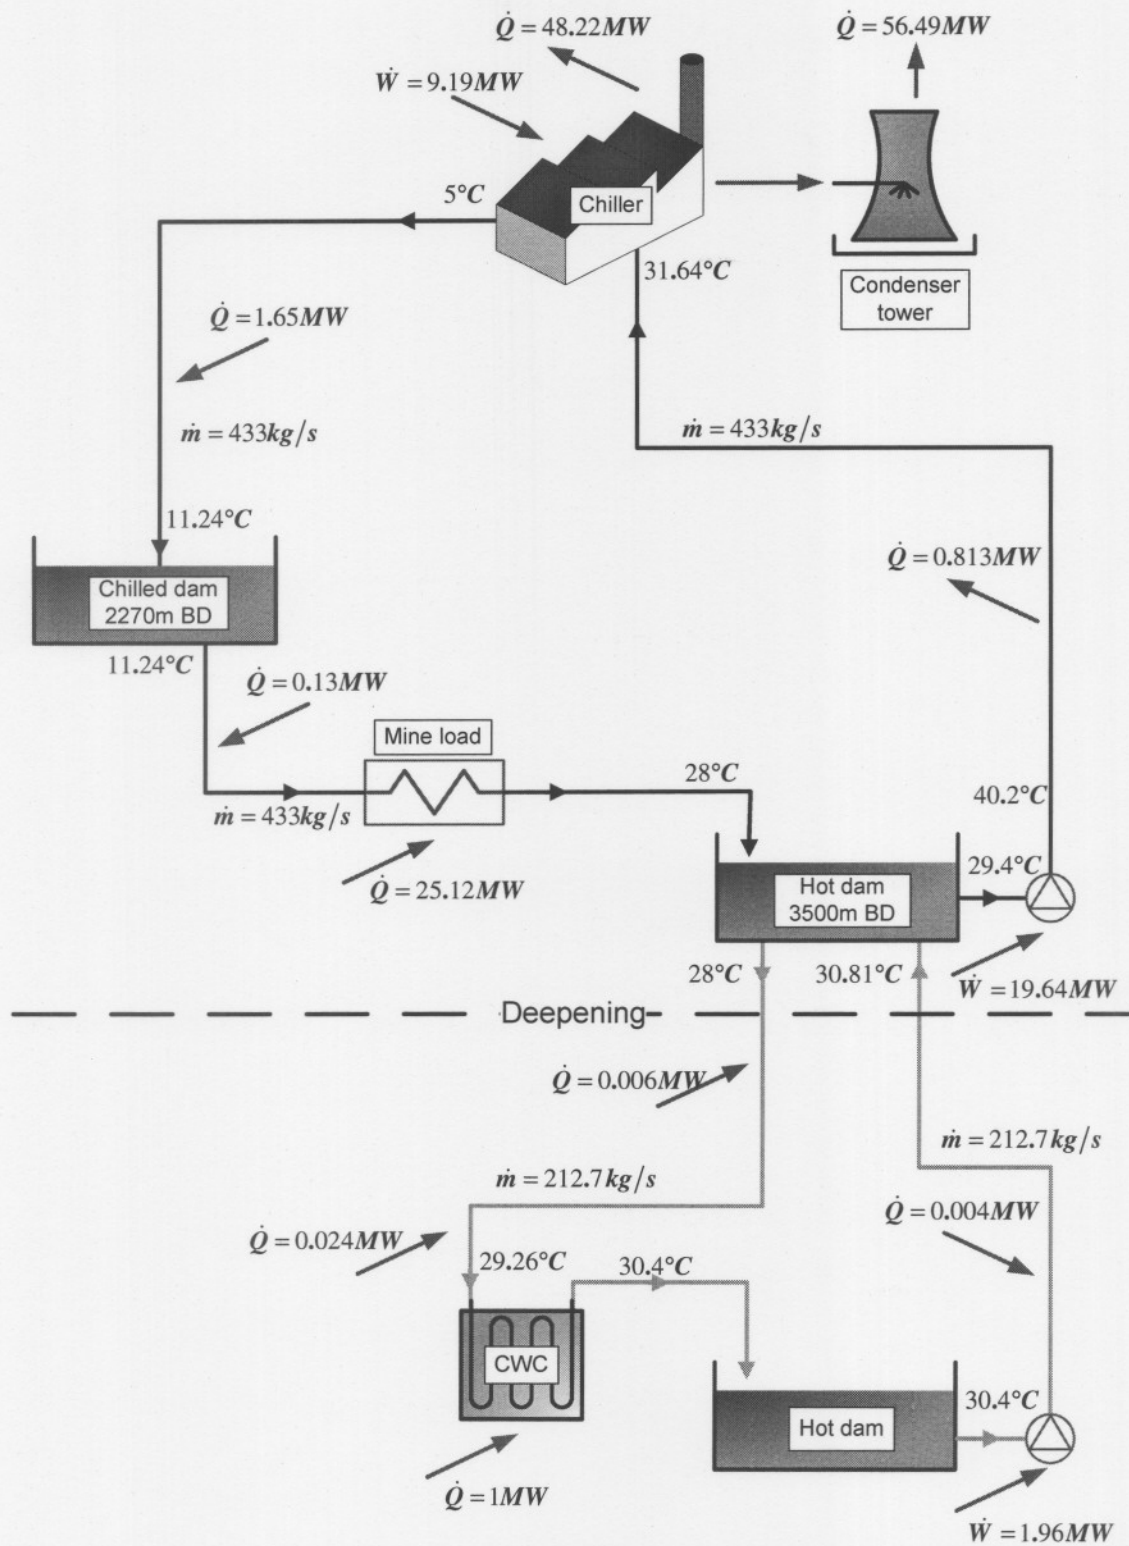 Q̇ = 48.22MW
Q̇ = 56.49MW
Ẇ = 9.19MW
5°C
Chiller
31.64°C
Condenser
tower
Q̇ = 1.65MW
ṁ = 433kg/s
ṁ = 433kg/s
11.24°C
Q̇ = 0.813MW
Chilled dam
2270m BD
11.24°C
Q̇ = 0.13MW
Mine load
28°C
40.2°C
ṁ = 433kg/s
29.4°C
Q̇ = 25.12MW
Hot dam
3500m BD
28°C
30.81°C
Ẇ = 19.64MW
Deepening
Q̇ = 0.006MW
ṁ = 212.7kg/s
ṁ = 212.7kg/s
Q̇ = 0.004MW
Q̇ = 0.024MW
29.26°C
30.4°C
CWC
30.4°C
Hot dam
Q̇ = 1MW
Ẇ = 1.96MW